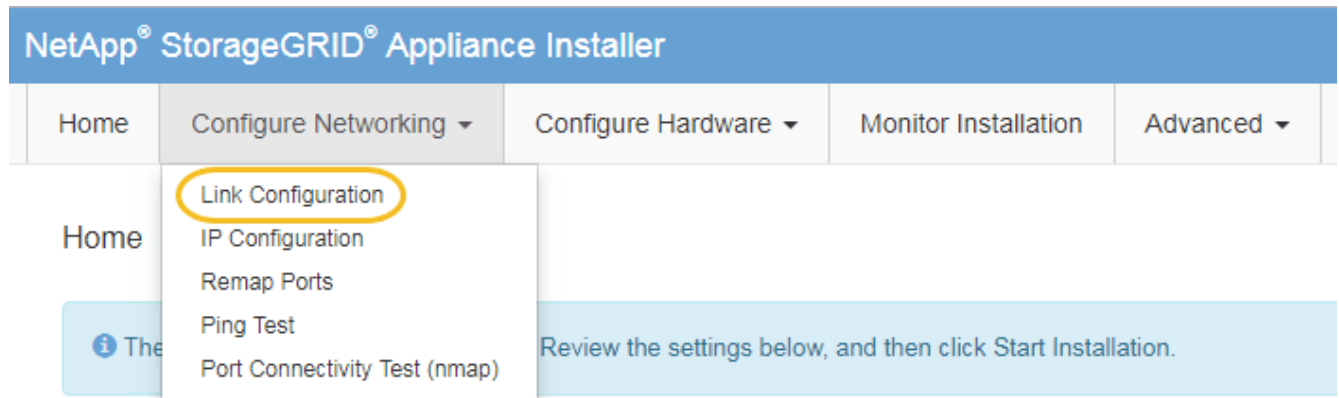 NetApp® StorageGRID® Appliance Installer
Home Configure Networking Configure Hardware Monitor Installation Advanced
Link Configuration
Home IP Configuration
Remap Ports
Ping Test
The Review the settings below, and then click Start Installation.
Port Connectivity Test (nmap)